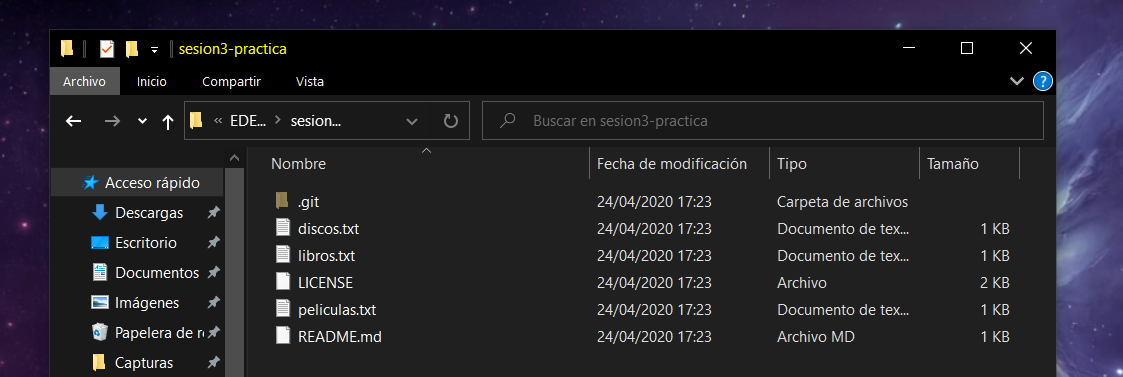 sesion3-practica
Archivo Inicio Compartir Vista
« EDE... > sesion... Buscar en sesion3-practica
Nombre Fecha de modificación Tipo Tamaño
Acceso rápido
Descargas
Escritorio
Documentos
Imágenes
Papelera de re
Capturas
.git 24/04/2020 17:23 Carpeta de archivos
discos.txt 24/04/2020 17:23 Documento de tex... 1 KB
libros.txt 24/04/2020 17:23 Documento de tex... 1 KB
LICENSE 24/04/2020 17:23 Archivo 2 KB
peliculas.txt 24/04/2020 17:23 Documento de tex... 1 KB
README.md 24/04/2020 17:23 Archivo MD 1 KB